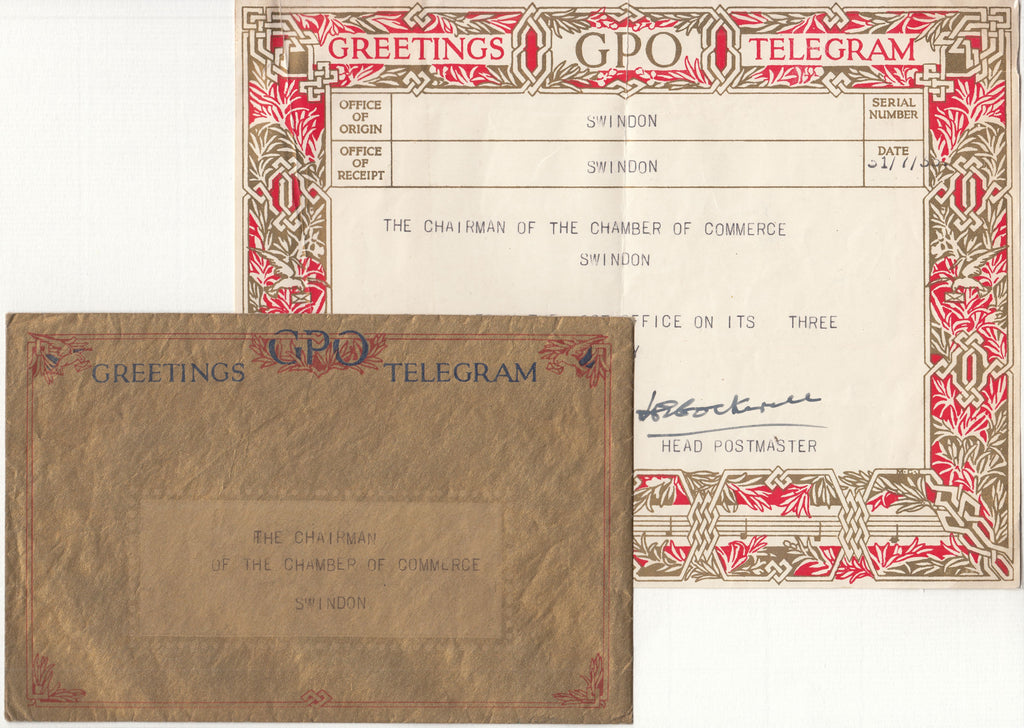 GREETINGS GPO TELEGRAM
OFFICE OF ORIGIN
SWINDON
SERIAL NUMBER
OFFICE OF RECEIPT
SWINDON
DATE
31/7/
THE CHAIRMAN OF THE CHAMBER OF COMMERCE
SWINDON
OFFICE ON ITS THREE
HEAD POSTMASTER
GREETINGS GPO TELEGRAM
THE CHAIRMAN
OF THE CHAMBER OF COMMERCE
SWINDON